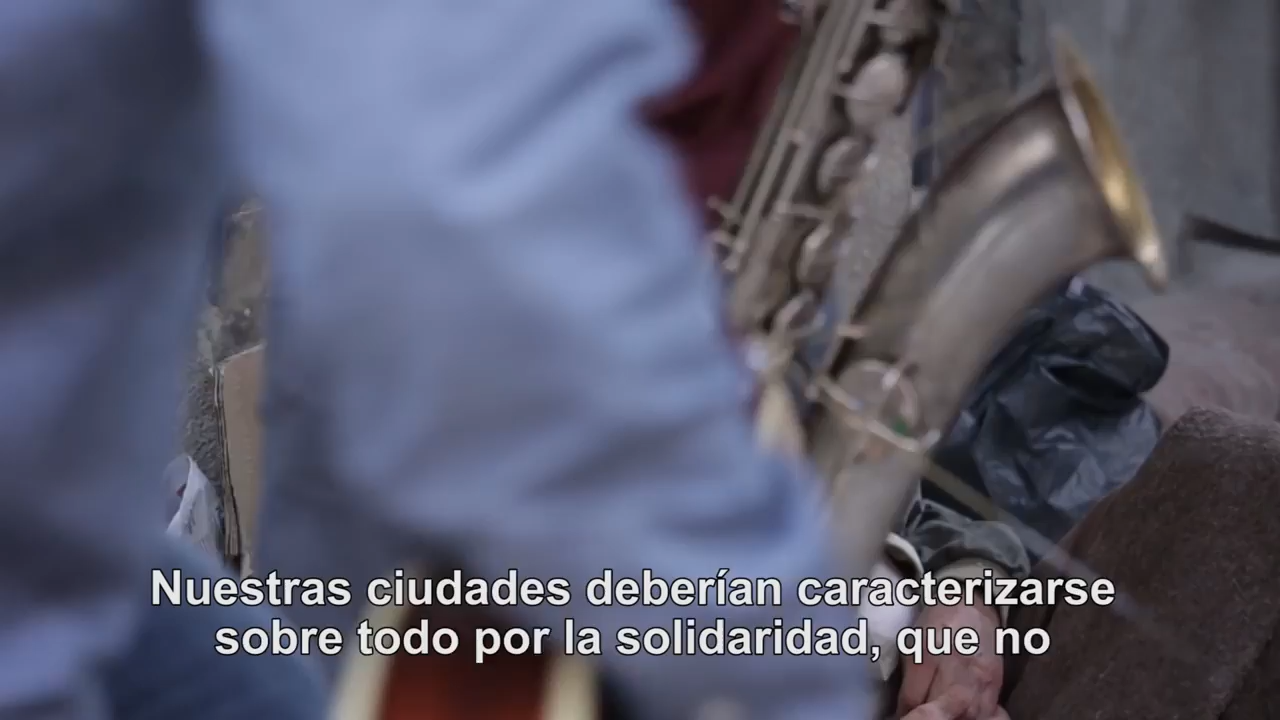 Nuestras ciudades deberían caracterizarse
sobre todo por la solidaridad, que no